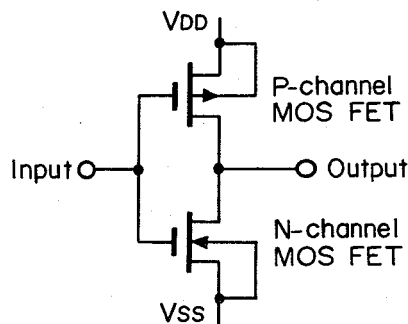 VDD
P-channel
MOS FET
Input
Output
N-channel
MOS FET
VSS